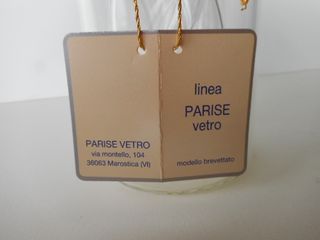 PARISE VETRO
via montello, 104
36063 Marostica (VI)
linea
PARISE
vetro
modello brevettato